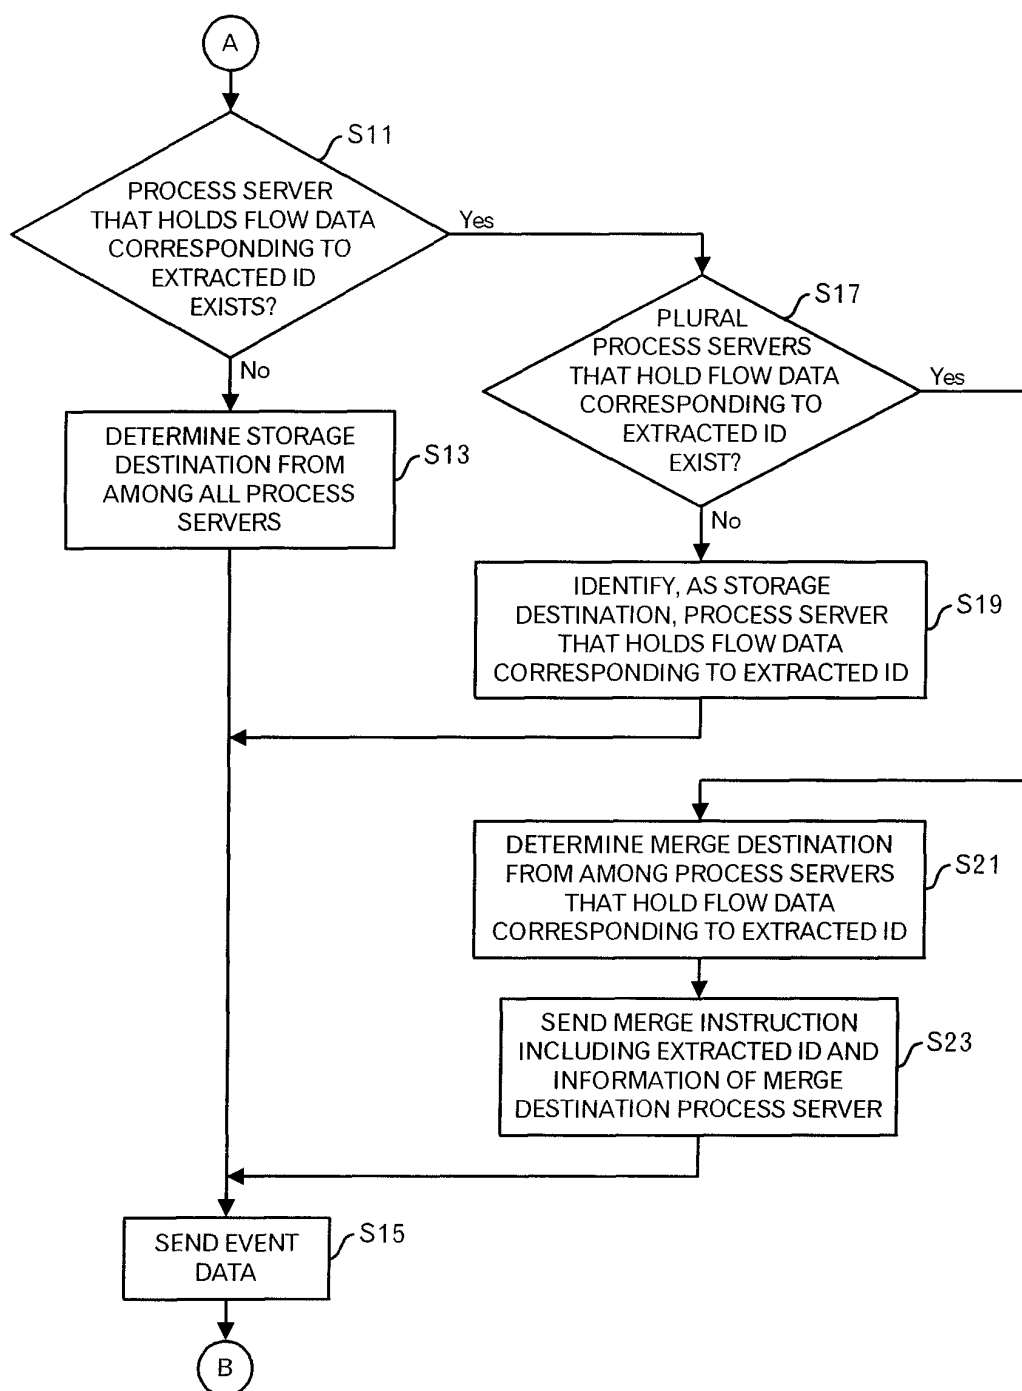 A
S11
PROCESS SERVER
THAT HOLDS FLOW DATA
CORRESPONDING TO
EXTRACTED ID
EXISTS?
Yes
No
S17
PLURAL
PROCESS SERVERS
THAT HOLD FLOW DATA
CORRESPONDING TO
EXTRACTED ID
EXIST?
Yes
No
DETERMINE STORAGE
DESTINATION FROM
AMONG ALL PROCESS
SERVERS
S13
IDENTIFY, AS STORAGE
DESTINATION, PROCESS SERVER
THAT HOLDS FLOW DATA
CORRESPONDING TO EXTRACTED ID
S19
DETERMINE MERGE DESTINATION
FROM AMONG PROCESS SERVERS
THAT HOLD FLOW DATA
CORRESPONDING TO EXTRACTED ID
S21
SEND MERGE INSTRUCTION
INCLUDING EXTRACTED ID AND
INFORMATION OF MERGE
DESTINATION PROCESS SERVER
S23
SEND EVENT
DATA
S15
B